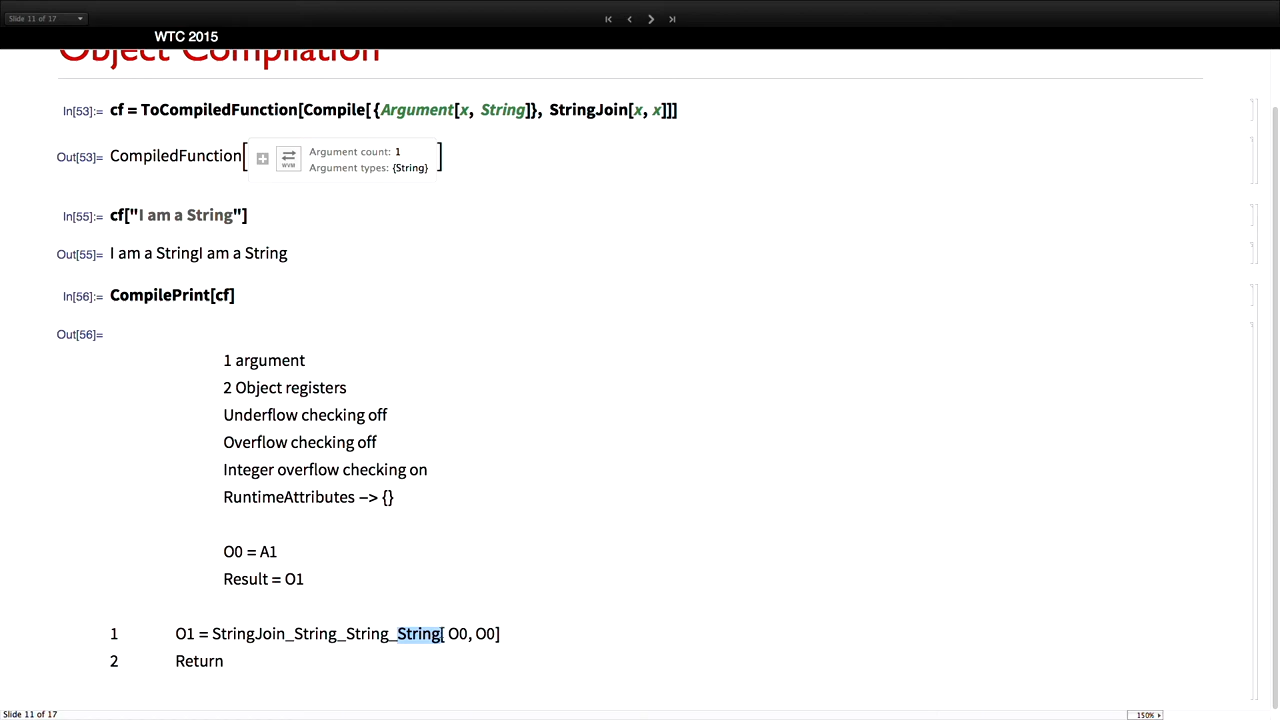 Slide 11 of 17
WTC 2015
Object Compilation
In[53]:= cf = ToCompiledFunction[Compile[ {Argument[x, String]}, StringJoin[x, x]]]
Out[53]= CompiledFunction[ WVM Argument count: 1
Argument types: {String} ]
In[55]:= cf["I am a String"]
Out[55]= I am a StringI am a String
In[56]:= CompilePrint[cf]
Out[56]=
1 argument
2 Object registers
Underflow checking off
Overflow checking off
Integer overflow checking on
RuntimeAttributes -> {}
O0 = A1
Result = O1
1 O1 = StringJoin_String_String_String[ O0, O0]
2 Return
Slide 11 of 17
150%